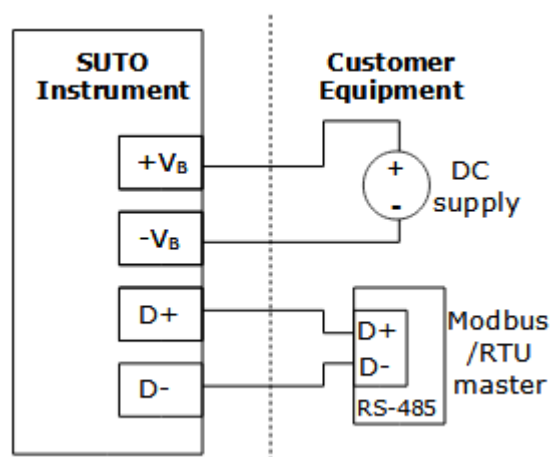 SUTO
Instrument
Customer
Equipment
+VB
-VB
D+
D-
+
-
DC
supply
D+
D-
RS-485
Modbus
/RTU
master